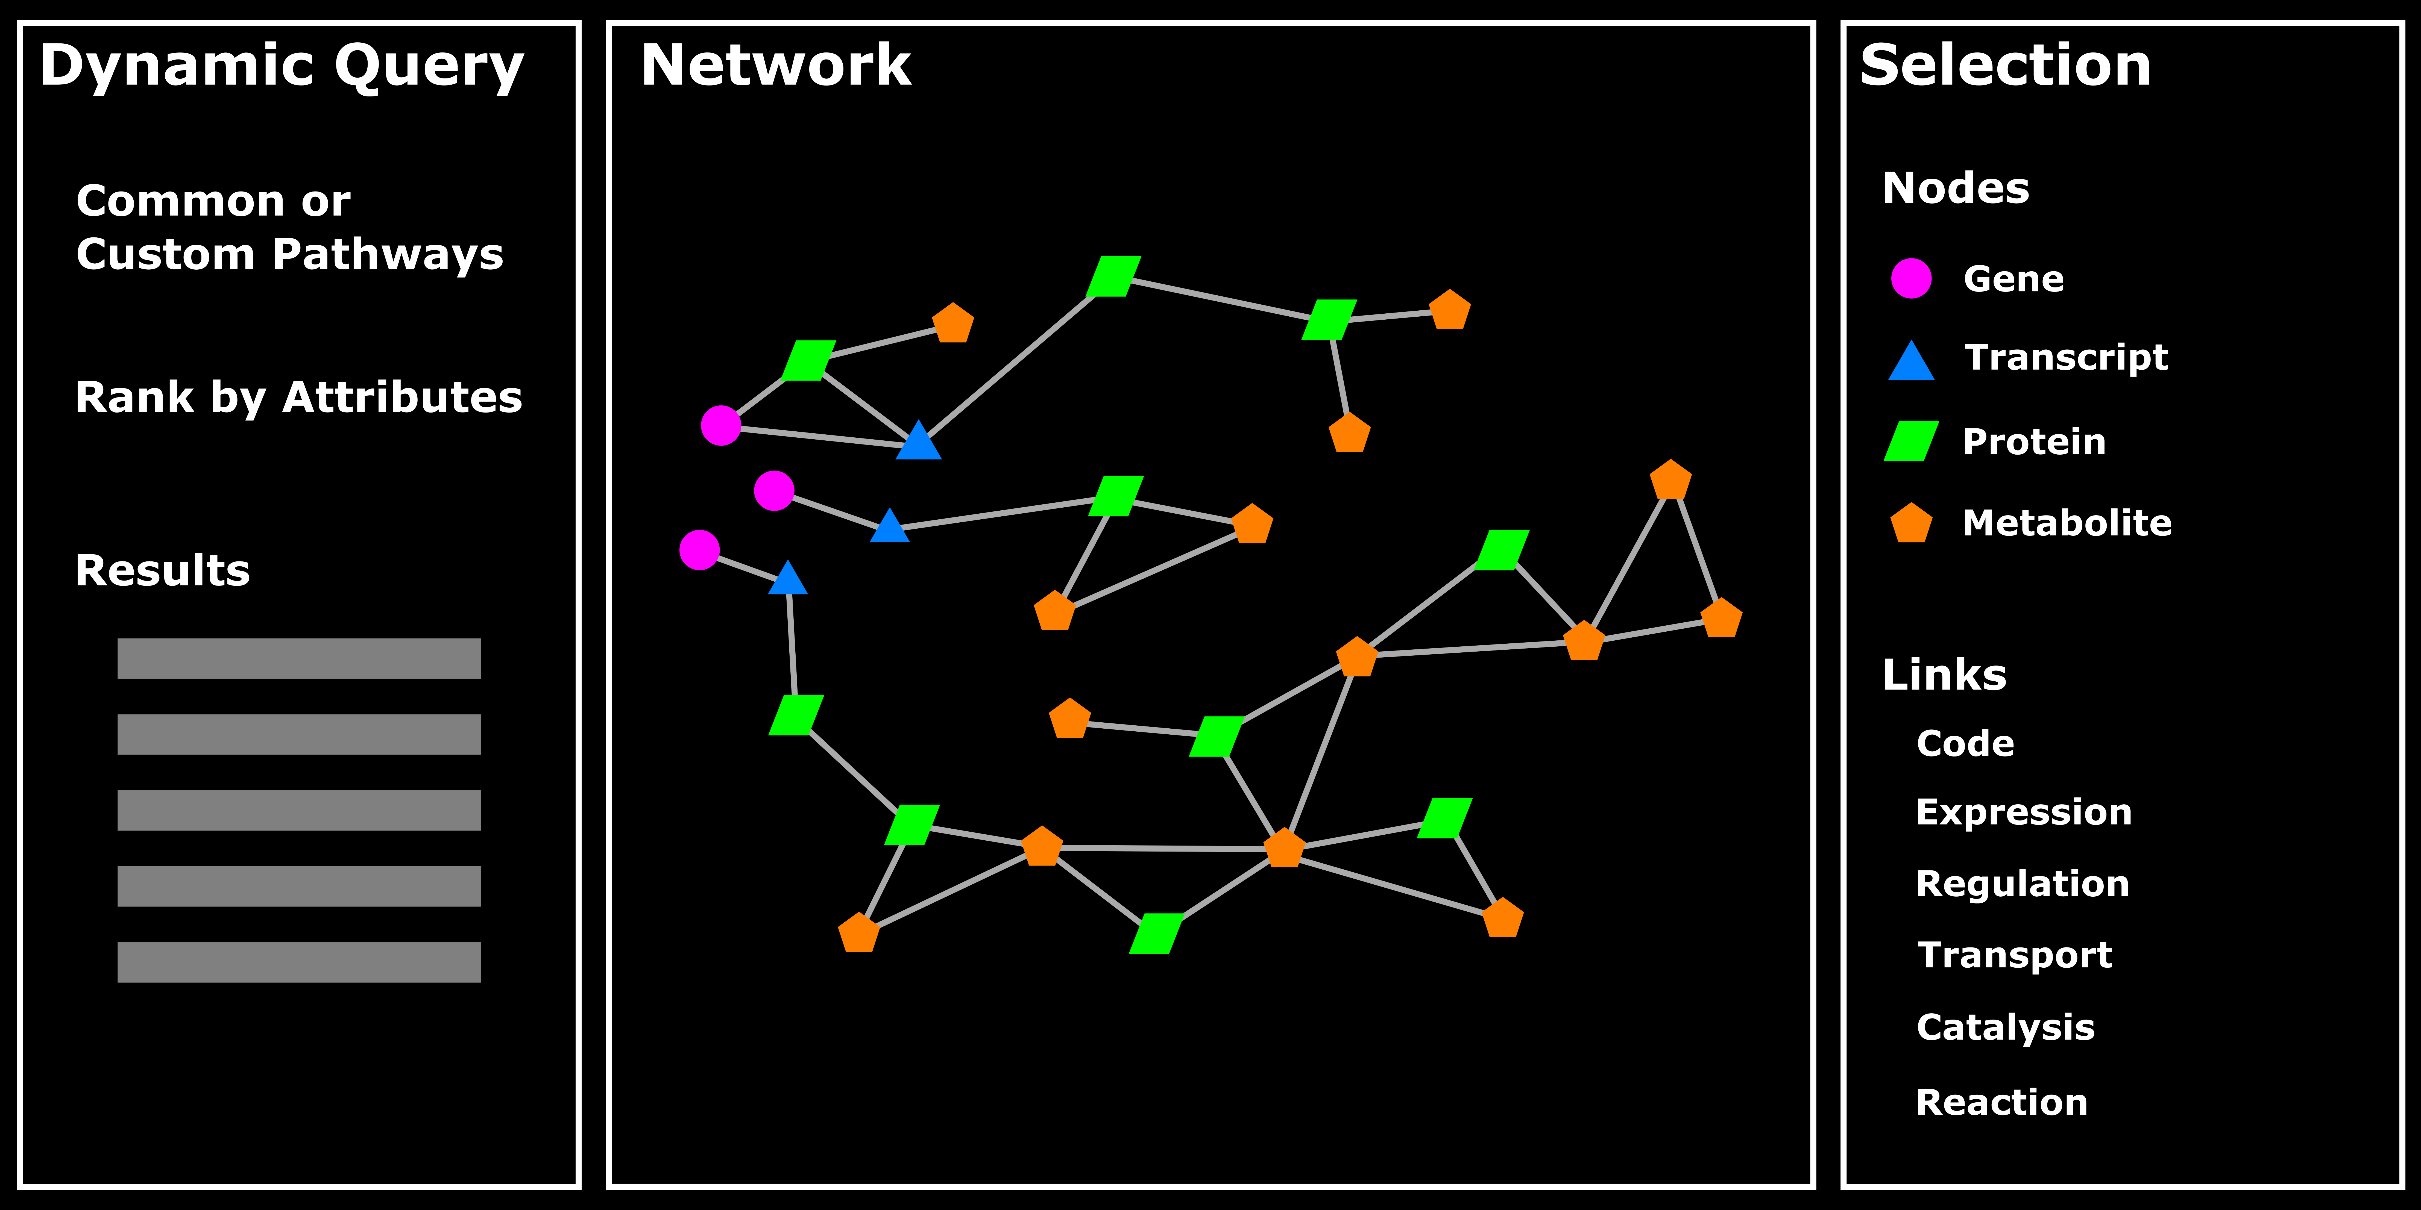 Dynamic Query
Common or
Custom Pathways
Rank by Attributes
Results
Network
Selection
Nodes
Gene
Transcript
Protein
Metabolite
Links
Code
Expression
Regulation
Transport
Catalysis
Reaction